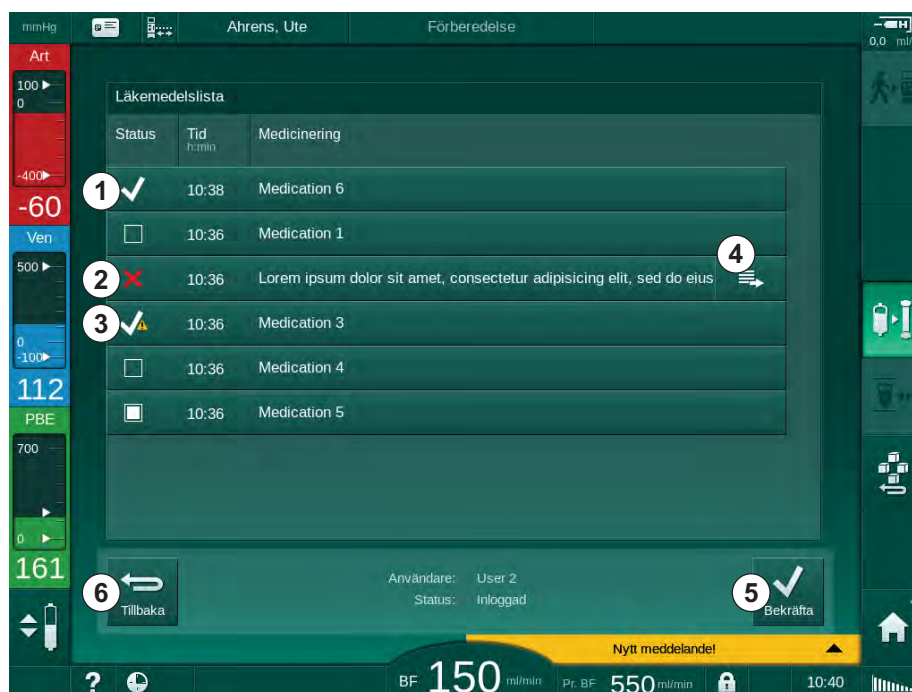 mmHg
Ahrens, Ute
Förberedelse
0,0 ml/
Art
100
0
-400
-60
Ven
500
0
-100
112
PBE
700
0
161
Läkemedelslista
Status Tid Medicinering
h:min
1 10:38 Medication 6
10:36 Medication 1
2 10:36 Lorem ipsum dolor sit amet, consectetur adipisicing elit, sed do eius 4
3 10:36 Medication 3
10:36 Medication 4
10:36 Medication 5
6 Tillbaka
Användare: User 2
Status: Inloggad
5 Bekräfta
Nytt meddelande!
? BF 150 ml/min Pr. BF 550 ml/min 10:40